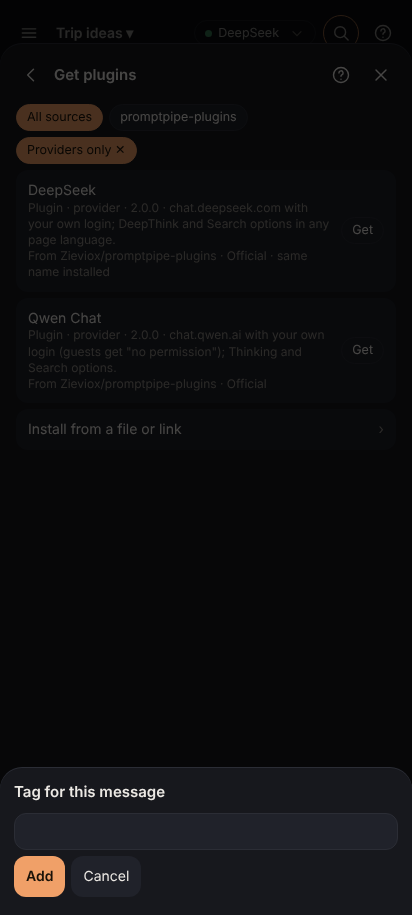 Trip ideas ▾
DeepSeek
Get plugins
All sources
promptpipe-plugins
Providers only ✕
DeepSeek
Plugin · provider · 2.0.0 · chat.deepseek.com with
your own login; DeepThink and Search options in any
page language.
From Zieviox/promptpipe-plugins · Official · same
name installed
Get
Qwen Chat
Plugin · provider · 2.0.0 · chat.qwen.ai with your own
login (guests get "no permission"); Thinking and
Search options.
From Zieviox/promptpipe-plugins · Official
Get
Install from a file or link
Tag for this message
Add
Cancel